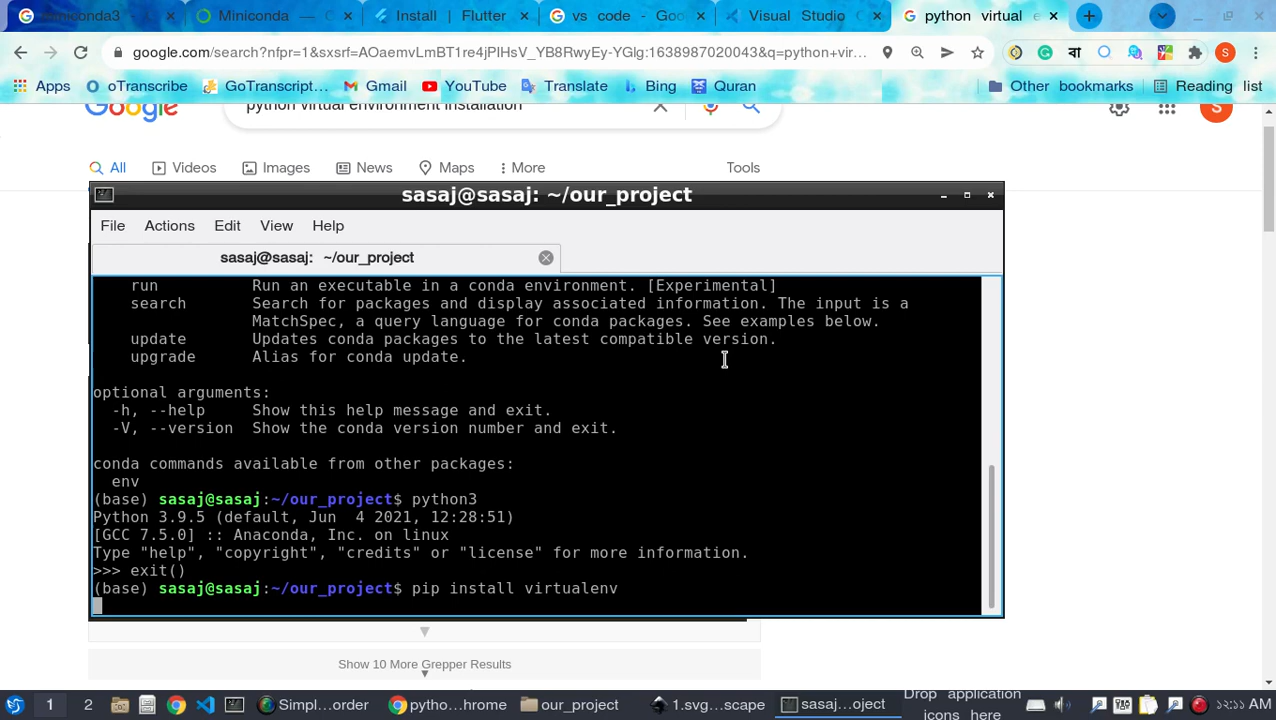 miniconda3 -
Miniconda —
Install | Flutter
vs code - Goo
Visual Studio C
python virtual e
google.com/search?nfpr=1&sxsrf=AOaemvLmBT1re4jPIHsV_YB8RwyEy-YGlg:1638987020043&q=python+vir...
Apps oTranscribe GoTranscript... Gmail YouTube Translate Bing Quran Other bookmarks Reading list
Google python virtual environment installation S
All Videos Images News Maps More Tools
sasaj@sasaj: ~/our_project
File Actions Edit View Help
sasaj@sasaj: ~/our_project
run Run an executable in a conda environment. [Experimental]
search Search for packages and display associated information. The input is a
MatchSpec, a query language for conda packages. See examples below.
update Updates conda packages to the latest compatible version.
upgrade Alias for conda update.
optional arguments:
-h, --help Show this help message and exit.
-V, --version Show the conda version number and exit.
conda commands available from other packages:
env
(base) sasaj@sasaj:~/our_project$ python3
Python 3.9.5 (default, Jun 4 2021, 12:28:51)
[GCC 7.5.0] :: Anaconda, Inc. on linux
Type "help", "copyright", "credits" or "license" for more information.
>>> exit()
(base) sasaj@sasaj:~/our_project$ pip install virtualenv
Show 10 More Grepper Results
1 2 Simpl...order pytho...hrome our_project 1.svg...scape sasaj...oject Drop application icons here ১২:১১ AM